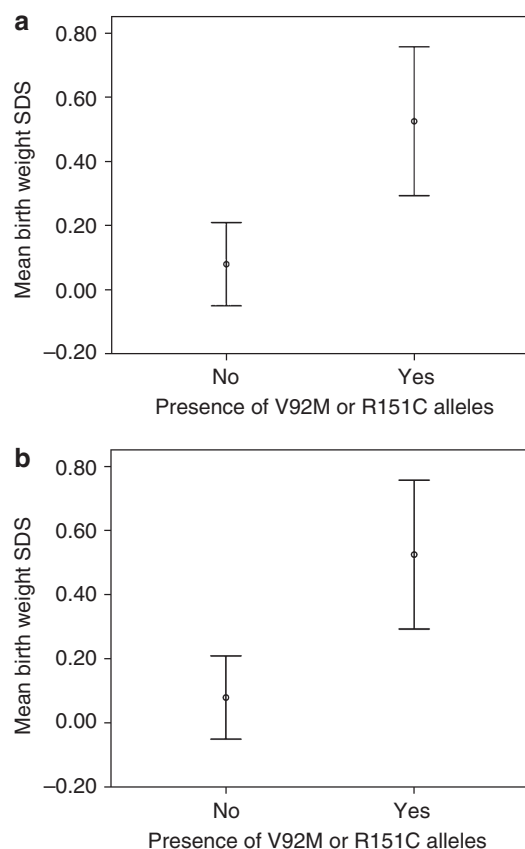 a
Mean birth weight SDS
0.80
0.60
0.40
0.20
0.00
–0.20
No Yes
Presence of V92M or R151C alleles
b
Mean birth weight SDS
0.80
0.60
0.40
0.20
0.00
–0.20
No Yes
Presence of V92M or R151C alleles